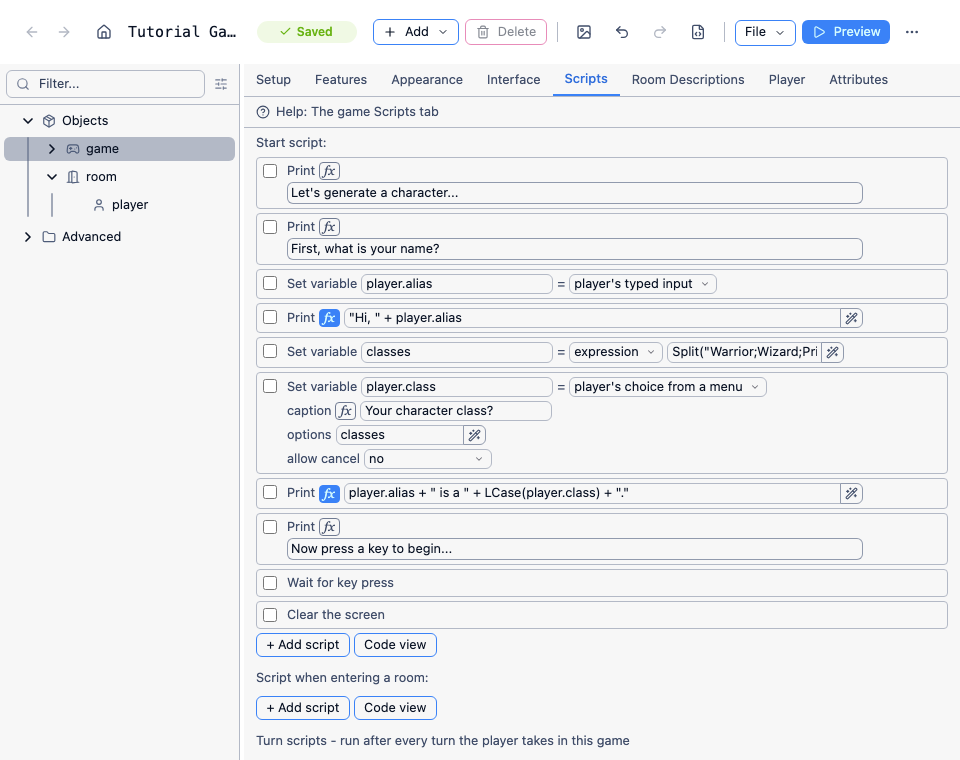 Tutorial Ga...
Saved
Add
Delete
File
Preview
Filter...
Setup
Features
Appearance
Interface
Scripts
Room Descriptions
Player
Attributes
Objects
game
room
player
Advanced
Help: The game Scripts tab
Start script:
Print fx
Let's generate a character...
Print fx
First, what is your name?
Set variable player.alias = player's typed input
Print fx "Hi, " + player.alias
Set variable classes = expression Split("Warrior;Wizard;Pri
Set variable player.class = player's choice from a menu
caption fx Your character class?
options classes
allow cancel no
Print fx player.alias + " is a " + LCase(player.class) + "."
Print fx
Now press a key to begin...
Wait for key press
Clear the screen
+ Add script Code view
Script when entering a room:
+ Add script Code view
Turn scripts - run after every turn the player takes in this game